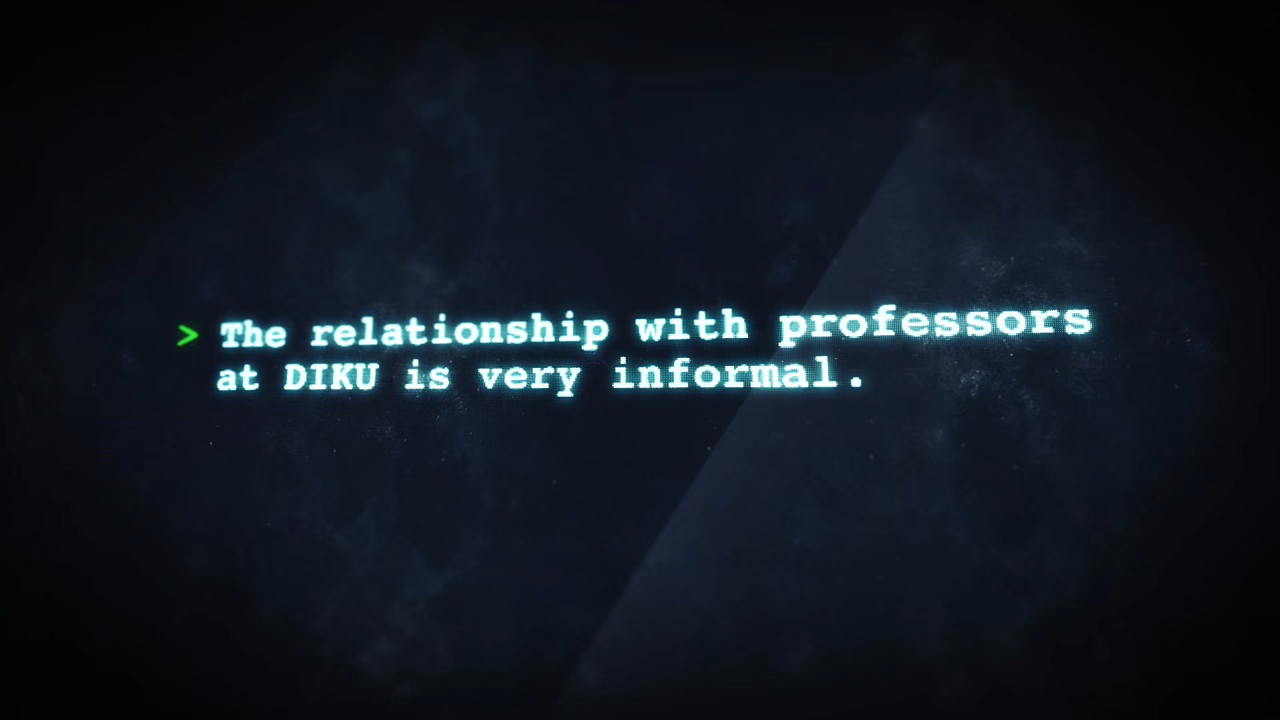 > The relationship with professors
at DIKU is very informal.